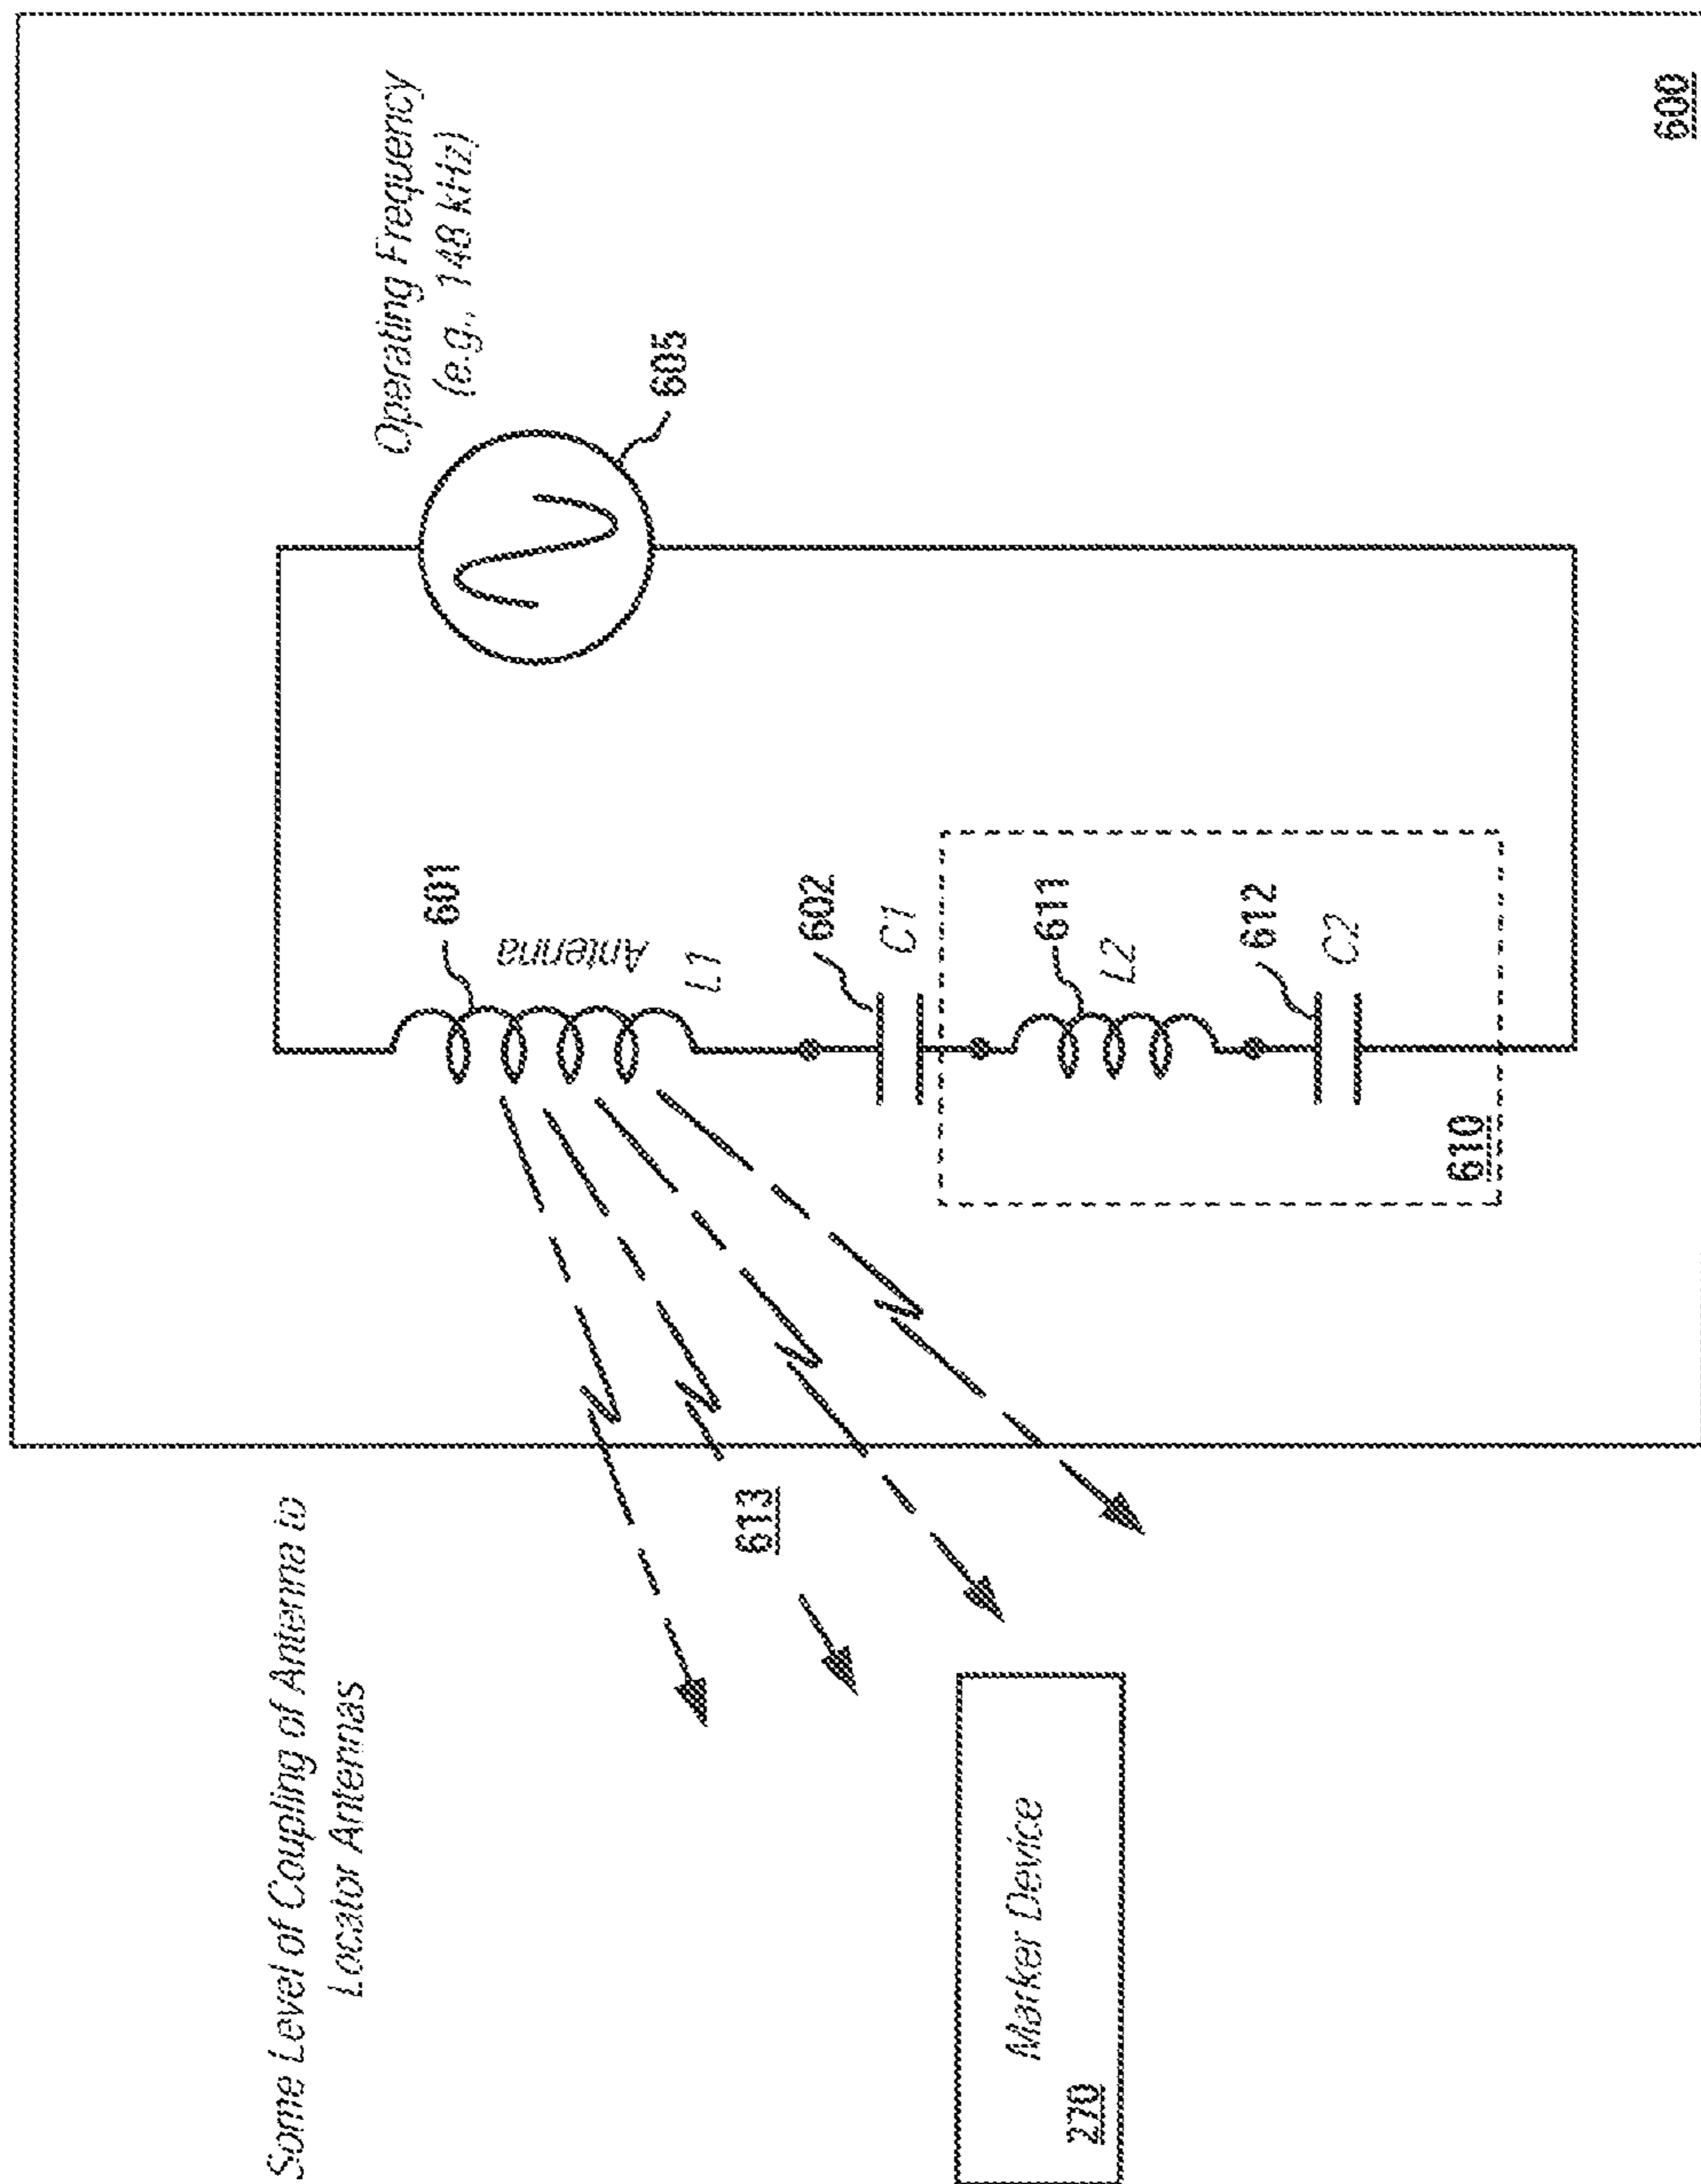 Some Level of Coupling of Antenna to
Locator Antennas
Operating Frequency
(e.g., 148 kHz)
605
601
Antenna
L1
602
C1
611
L2
612
C2
610
613
Marker Device
270
600